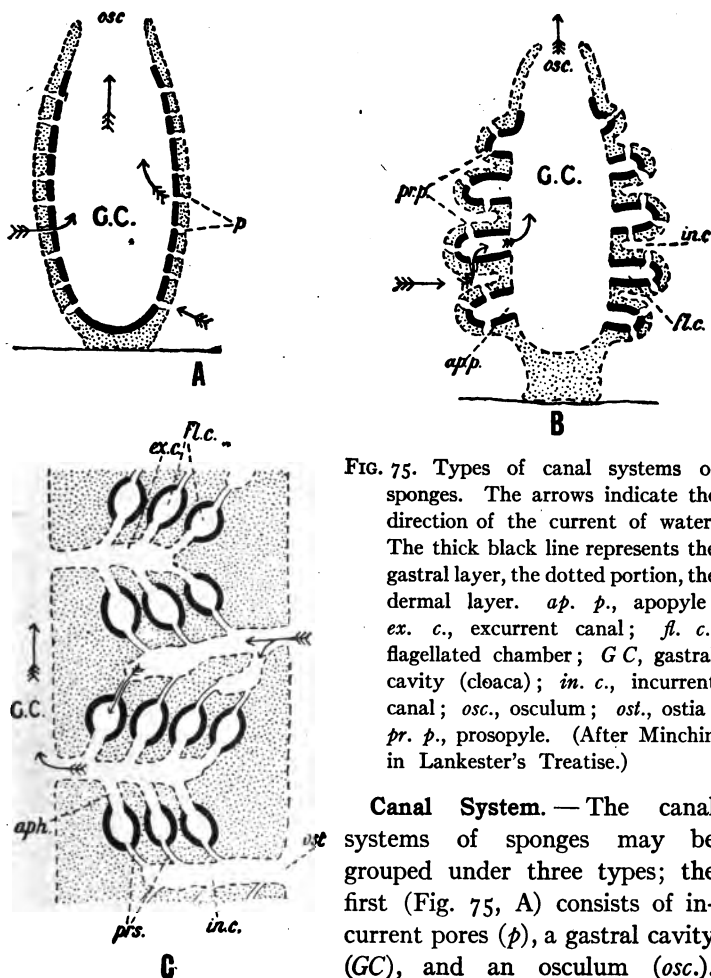 osc
G.C.
p
A
osc.
pr.p.
G.C.
in.c
fl.c.
ap.p.
B
fl.c.
ex.c.
G.C.
aph.
ost
prs.
in.c.
C
FIG. 75. Types of canal systems o
sponges. The arrows indicate the
direction of the current of water
The thick black line represents the
gastral layer, the dotted portion, the
dermal layer. ap. p., apopyle
ex. c., excurrent canal; fl. c.
flagellated chamber; G C, gastra
cavity (cloaca); in. c., incurrent
canal; osc., osculum; ost., ostia
pr. p., prosopyle. (After Minchin
in Lankester's Treatise.)
Canal System. — The canal
systems of sponges may be
grouped under three types; the
first (Fig. 75, A) consists of in-
current pores (p), a gastral cavity
(GC), and an osculum (osc.).